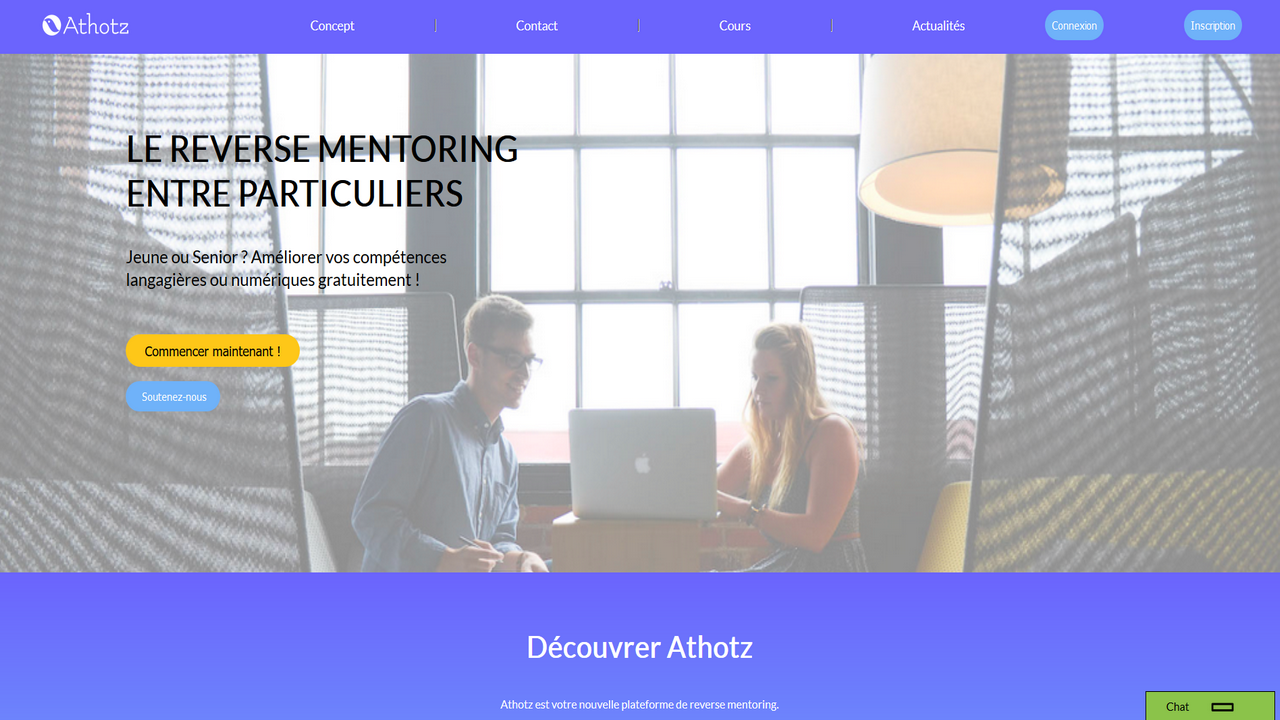 Athotz
Concept
Contact
Cours
Actualités
Connexion
Inscription
LE REVERSE MENTORING
ENTRE PARTICULIERS
Jeune ou Senior ? Améliorer vos compétences
langagières ou numériques gratuitement !
Commencer maintenant !
Soutenez-nous
Découvrer Athotz
Athotz est votre nouvelle plateforme de reverse mentoring.
Chat